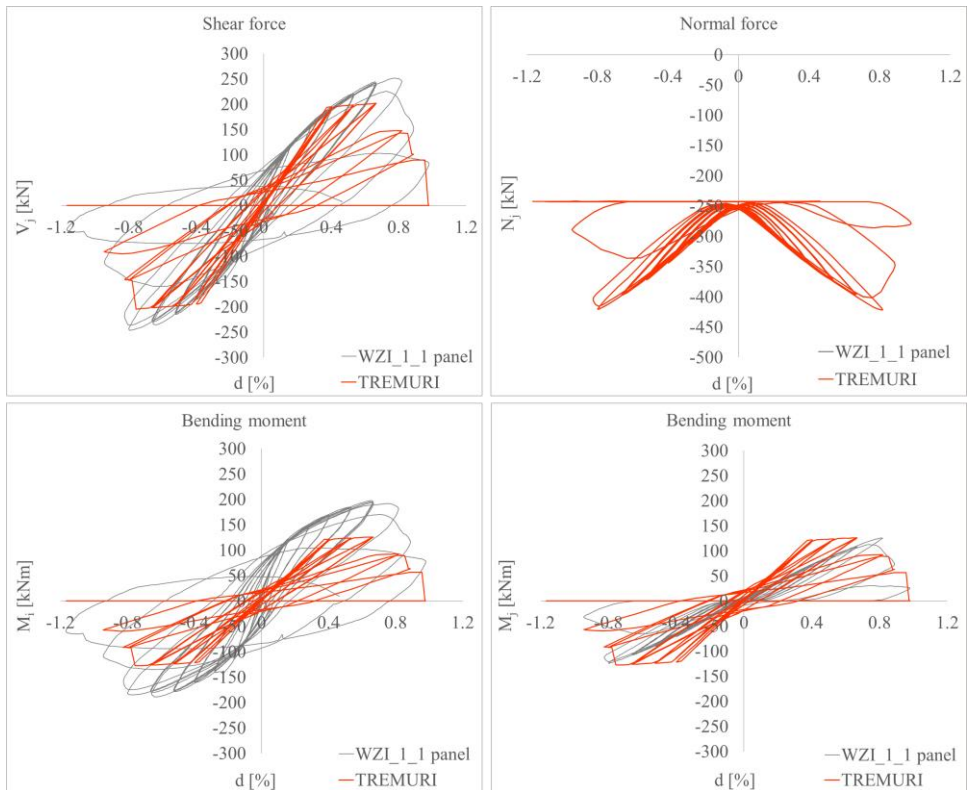 Shear force
300
250
200
150
100
50
0
-1.2 -0.8 -0.4 0 0.4 0.8 1.2
-50
-100
-150
-200
-250
-300
V_j [kN]
d [%]
WZI_1_1 panel
TREMURI
Normal force
0
-1.2 -0.8 -0.4 0 0.4 0.8 1.2
-50
-100
-150
-200
-250
-300
-350
-400
-450
-500
N_j [kN]
d [%]
WZI_1_1 panel
TREMURI
Bending moment
300
250
200
150
100
50
0
-1.2 -0.8 -0.4 0 0.4 0.8 1.2
-50
-100
-150
-200
-250
-300
M_i [kNm]
d [%]
WZI_1_1 panel
TREMURI
Bending moment
300
250
200
150
100
50
0
-1.2 -0.8 -0.4 0 0.4 0.8 1.2
-50
-100
-150
-200
-250
-300
M_j [kNm]
d [%]
WZI_1_1 panel
TREMURI